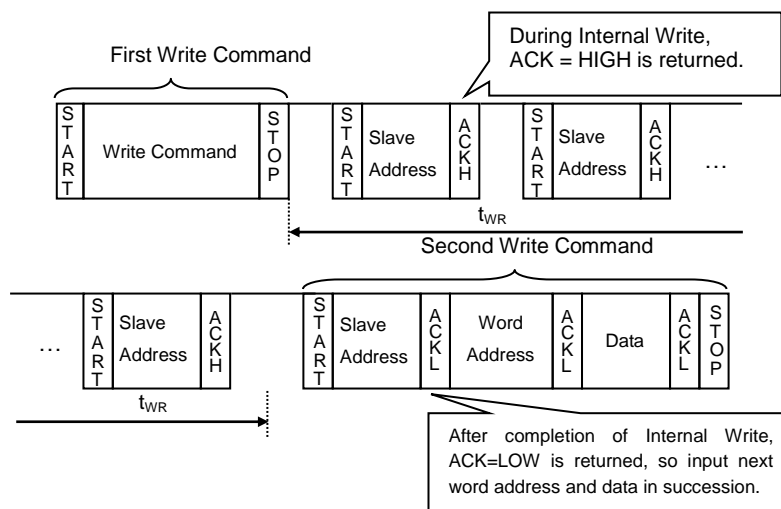 During Internal Write,
ACK = HIGH is returned.
First Write Command
START
Write Command
STOP
START
Slave
Address
ACKH
START
Slave
Address
ACKH
…
tWR
Second Write Command
…
START
Slave
Address
ACKH
START
Slave
Address
ACKL
Word
Address
ACKL
Data
ACKL
STOP
tWR
After completion of Internal Write,
ACK=LOW is returned, so input next
word address and data in succession.